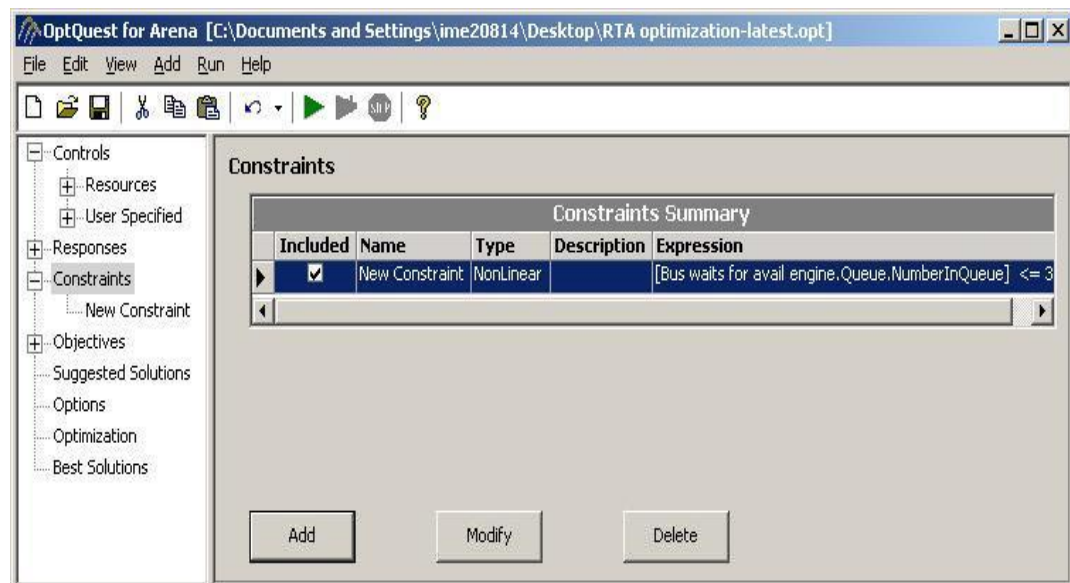 OptQuest for Arena [C:\Documents and Settings\ime20814\Desktop\RTA optimization-latest.opt]
File Edit View Add Run Help
STOP
Controls
Resources
User Specified
Responses
Constraints
New Constraint
Objectives
Suggested Solutions
Options
Optimization
Best Solutions
Constraints
Constraints Summary
Included Name Type Description Expression
New Constraint NonLinear [Bus waits for avail engine.Queue.NumberInQueue] <= 3
Add Modify Delete